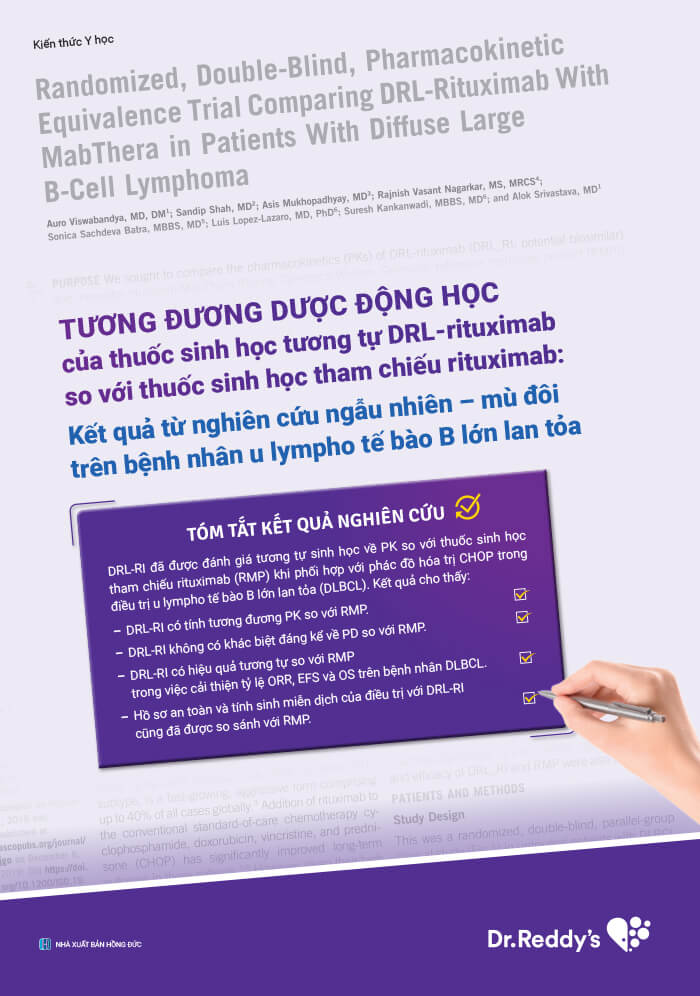 Kiến thức Y học
Randomized, Double-Blind, Pharmacokinetic
Equivalence Trial Comparing DRL-Rituximab With
MabThera in Patients With Diffuse Large
B-Cell Lymphoma
Auro Viswabandya, MD, DM1; Sandip Shah, MD2; Asis Mukhopadhyay, MD3; Rajnish Vasant Nagarkar, MS, MRCS4;
Sonica Sachdeva Batra, MBBS, MD5; Luis Lopez-Lazaro, MD, PhD6; Suresh Kankanwadi, MBBS, MD6; and Alok Srivastava, MD1
PURPOSE We sought to compare the pharmacokinetics (PKs) of DRL-rituximab (DRL_RI; potential biosimilar)
TƯƠNG ĐƯƠNG DƯỢC ĐỘNG HỌC
của thuốc sinh học tương tự DRL-rituximab
so với thuốc sinh học tham chiếu rituximab:
Kết quả từ nghiên cứu ngẫu nhiên – mù đôi
trên bệnh nhân u lympho tế bào B lớn lan tỏa
TÓM TẮT KẾT QUẢ NGHIÊN CỨU
DRL-RI đã được đánh giá tương tự sinh học về PK so với thuốc sinh học
tham chiếu rituximab (RMP) khi phối hợp với phác đồ hóa trị CHOP trong
điều trị u lympho tế bào B lớn lan tỏa (DLBCL). Kết quả cho thấy:
– DRL-RI có tính tương đương PK so với RMP.
– DRL-RI không có khác biệt đáng kể về PD so với RMP.
– DRL-RI có hiệu quả tương tự so với RMP
trong việc cải thiện tỷ lệ ORR, EFS và OS trên bệnh nhân DLBCL.
– Hồ sơ an toàn và tính sinh miễn dịch của điều trị với DRL-RI
cũng đã được so sánh với RMP.
subtype, is a fast-growing, aggressive form comprising
up to 40% of all cases globally. Addition of rituximab to
the conventional standard-of-care chemotherapy cy-
clophosphamide, doxorubicin, vincristine, and predni-
sone (CHOP) has significantly improved long-term
and efficacy of DRL_RI and RMP were also
PATIENTS AND METHODS
Study Design
This was a randomized, double-blind, parallel-group
NHÀ XUẤT BẢN HỒNG ĐỨC
Dr.Reddy's